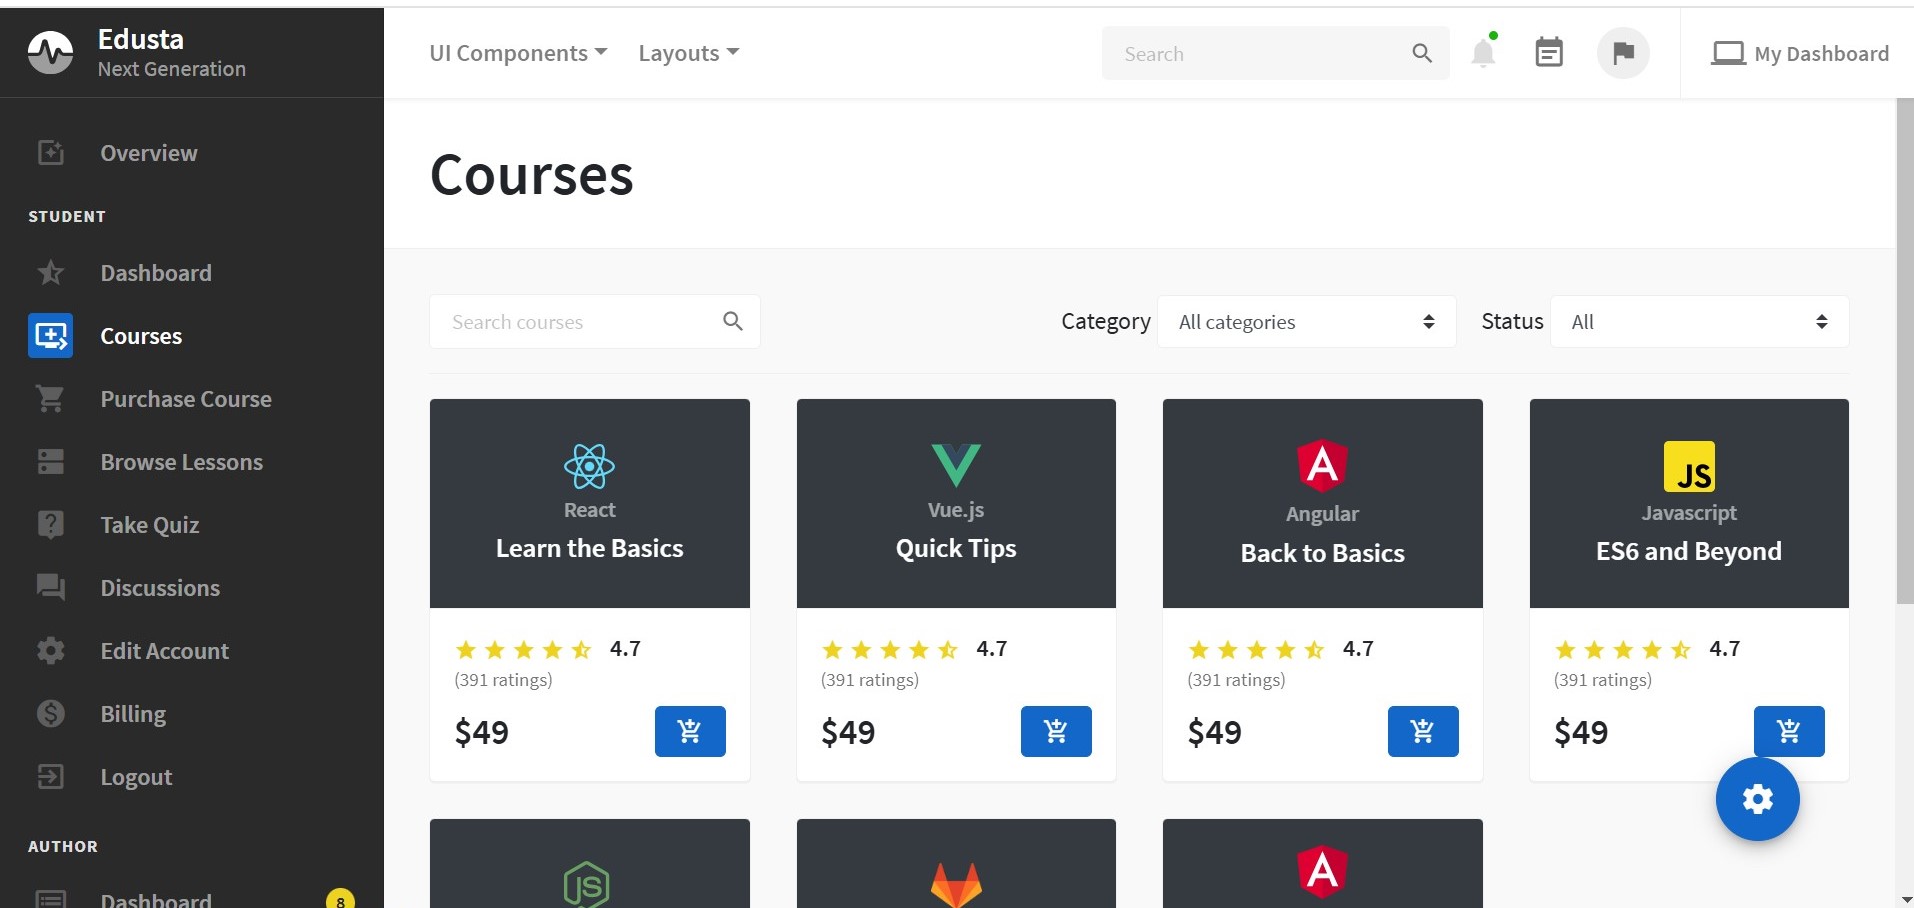 Edusta
Next Generation
UI Components
Layouts
Search
My Dashboard
Overview
STUDENT
Dashboard
Courses
Purchase Course
Browse Lessons
Take Quiz
Discussions
Edit Account
Billing
Logout
AUTHOR
Dashboard
8
Courses
Search courses
Category
All categories
Status
All
React
Learn the Basics
4.7
(391 ratings)
$49
Vue.js
Quick Tips
4.7
(391 ratings)
$49
Angular
Back to Basics
4.7
(391 ratings)
$49
JS
Javascript
ES6 and Beyond
4.7
(391 ratings)
$49
JS
A
A